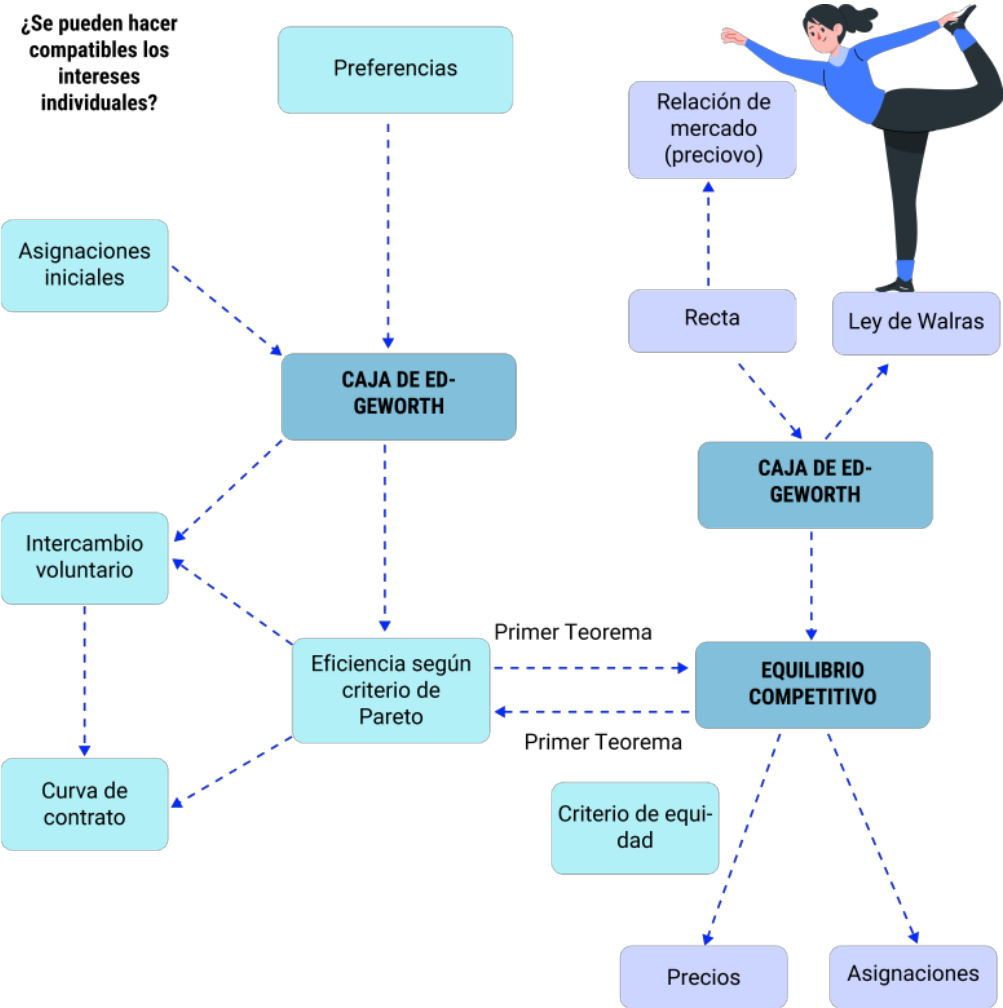 ¿Se pueden hacer
compatibles los
intereses
individuales?
Preferencias
Relación de
mercado
(preciovo)
Asignaciones
iniciales
Recta
Ley de Walras
CAJA DE ED-
GEWORTH
CAJA DE ED-
GEWORTH
Intercambio
voluntario
Primer Teorema
Eficiencia según
criterio de
Pareto
EQUILIBRIO
COMPETITIVO
Primer Teorema
Curva de
contrato
Criterio de equi-
dad
Precios
Asignaciones